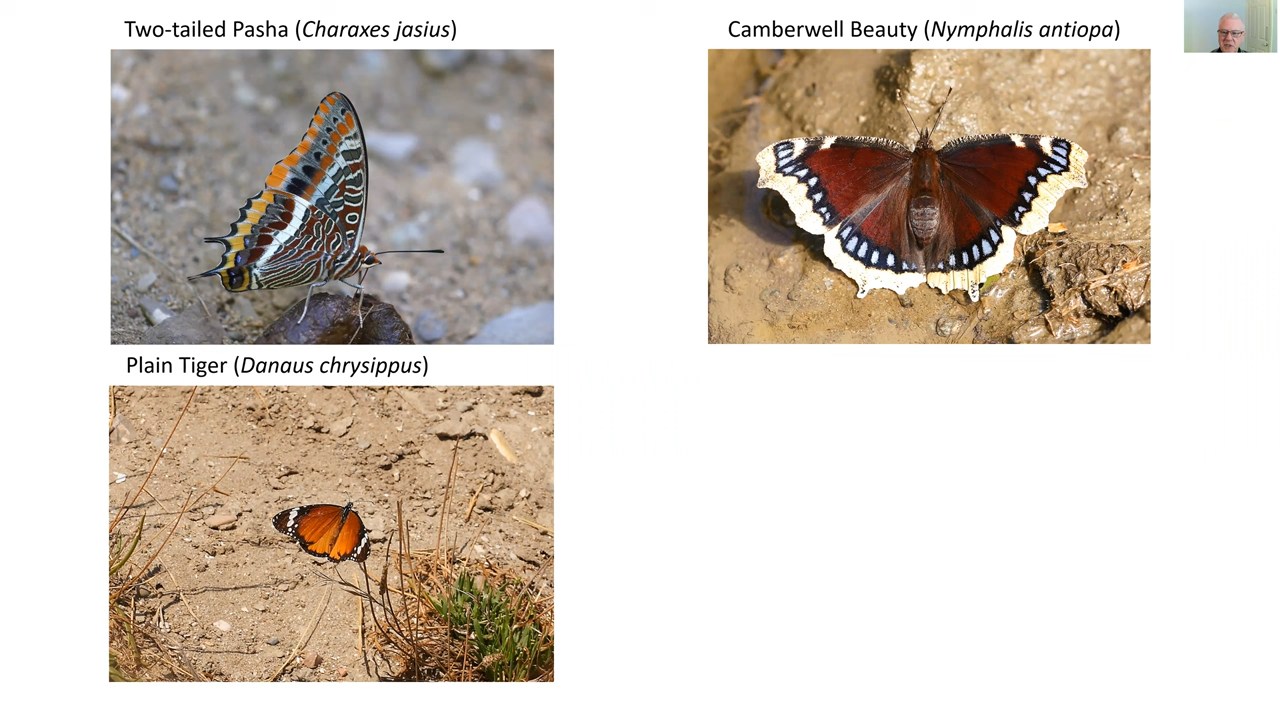 Two-tailed Pasha (Charaxes jasius)
Camberwell Beauty (Nymphalis antiopa)
Plain Tiger (Danaus chrysippus)